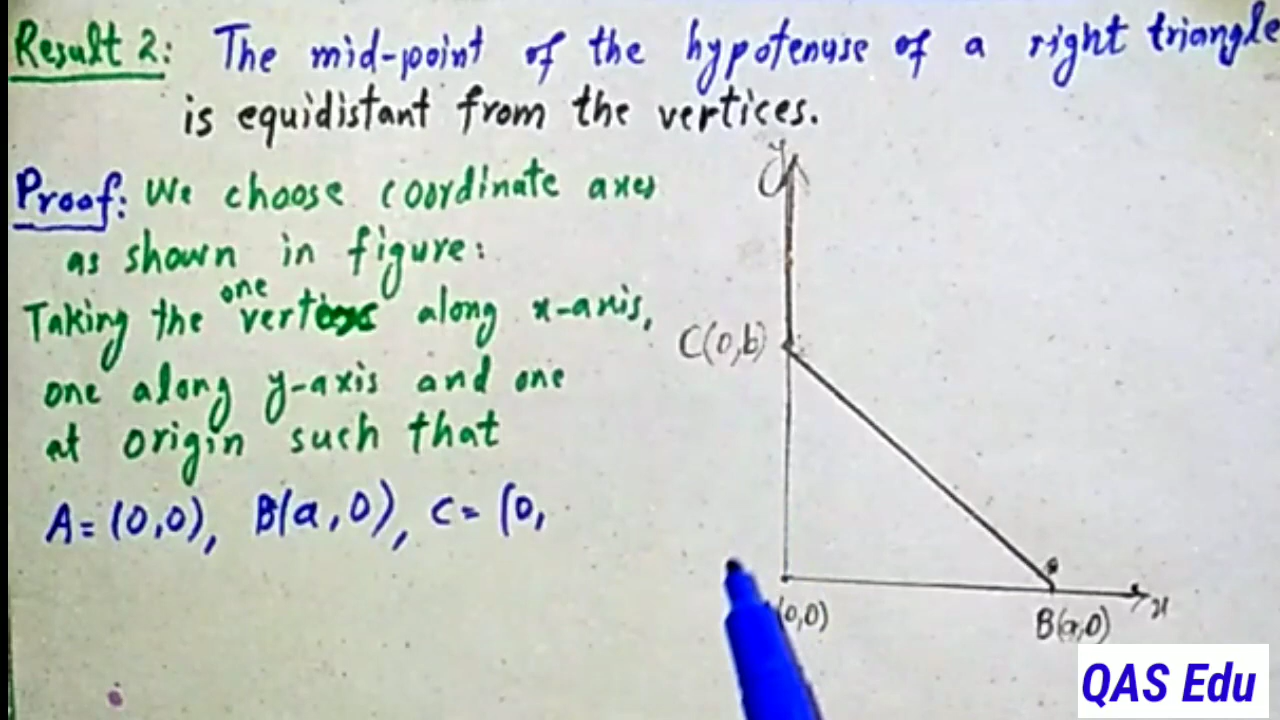 Result 2: The mid-point of the hypotenuse of a right triangle
is equidistant from the vertices.
Proof: We choose coordinate axes
as shown in figure:
Taking the one vertex along x-axis,
one along y-axis and one
at origin such that
A = (0,0), B(a,0), C = (0,
y
C(0,b)
(0,0)
B(a,0)
x
QAS Edu